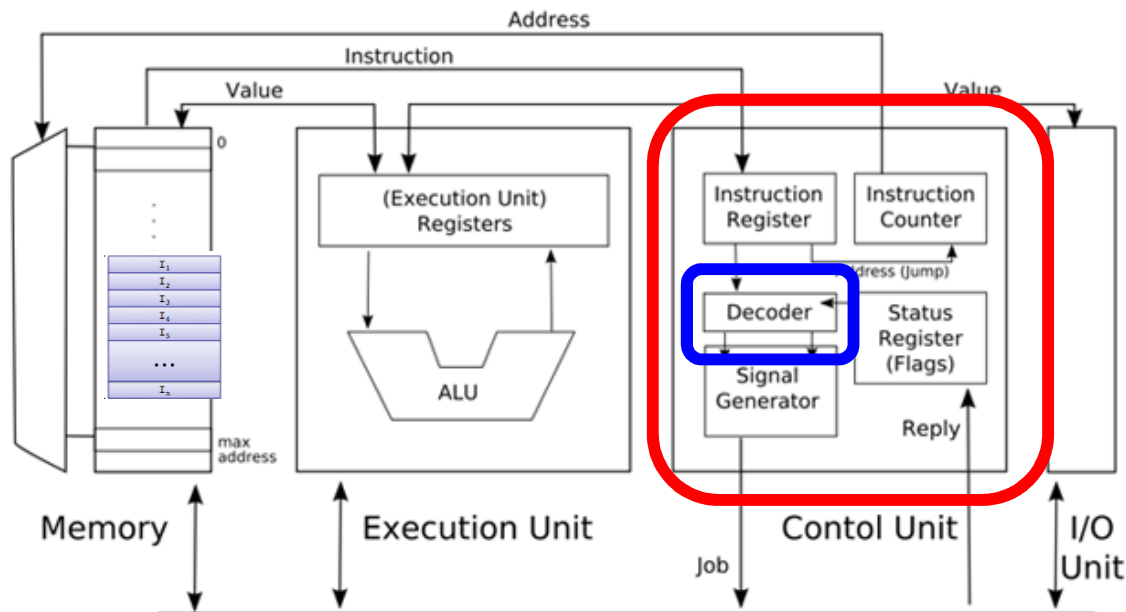 Address
Instruction
Value
Value
0
(Execution Unit)
Registers
Instruction
Register
Instruction
Counter
Address (Jump)
I1
I2
I3
I4
I5
...
In
Decoder
Status
Register
(Flags)
ALU
Signal
Generator
Reply
max
address
Memory
Execution Unit
Contol Unit
I/O
Unit
Job